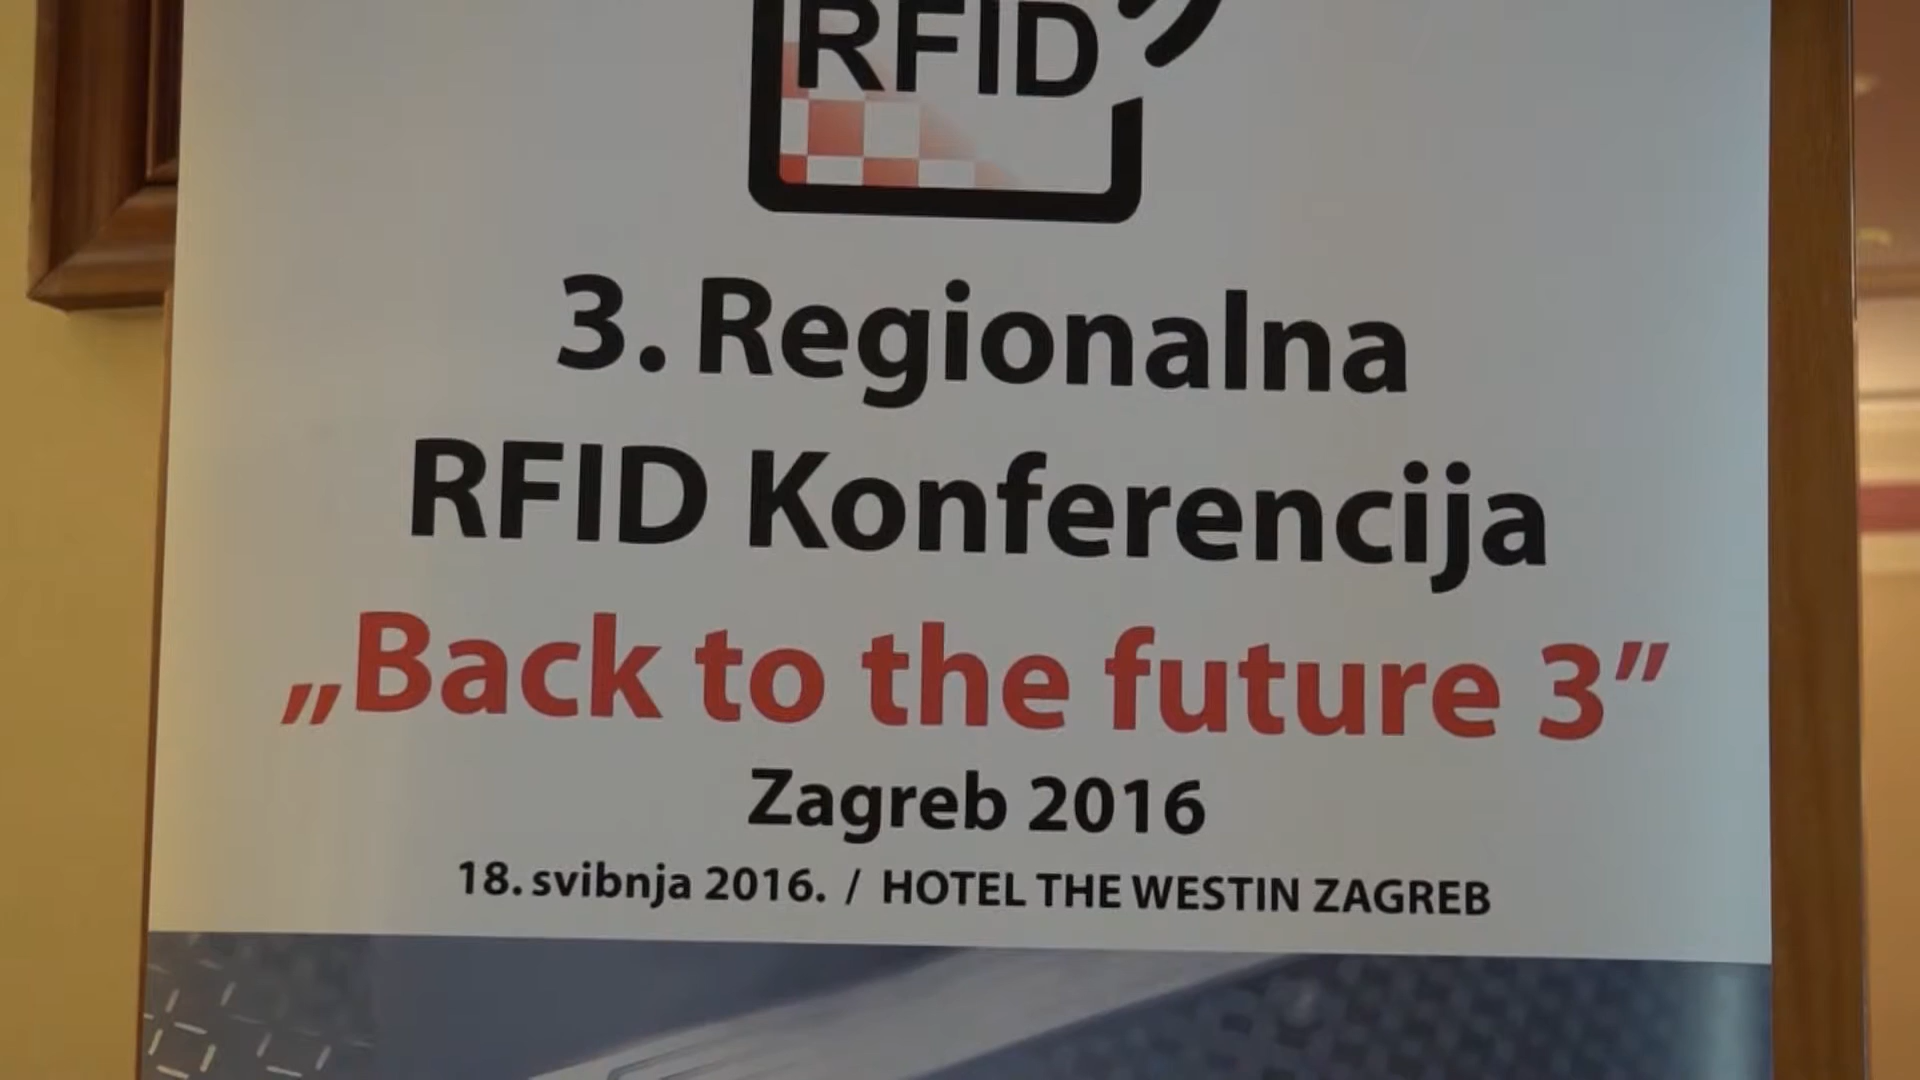 RFID
3. Regionalna
RFID Konferencija
„Back to the future 3”
Zagreb 2016
18. svibnja 2016. / HOTEL THE WESTIN ZAGREB